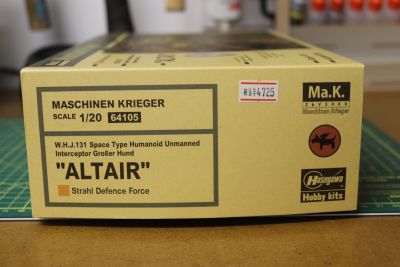 MASCHINEN KRIEGER
SCALE 1/20 64105
W.H.J.131 Space Type Humanoid Unmanned
Interceptor Großer Hund
"ALTAIR"
Strahl Defence Force
¥4725
Ma.K.
Maschinen Krieger
Hasegawa
Hobby kits